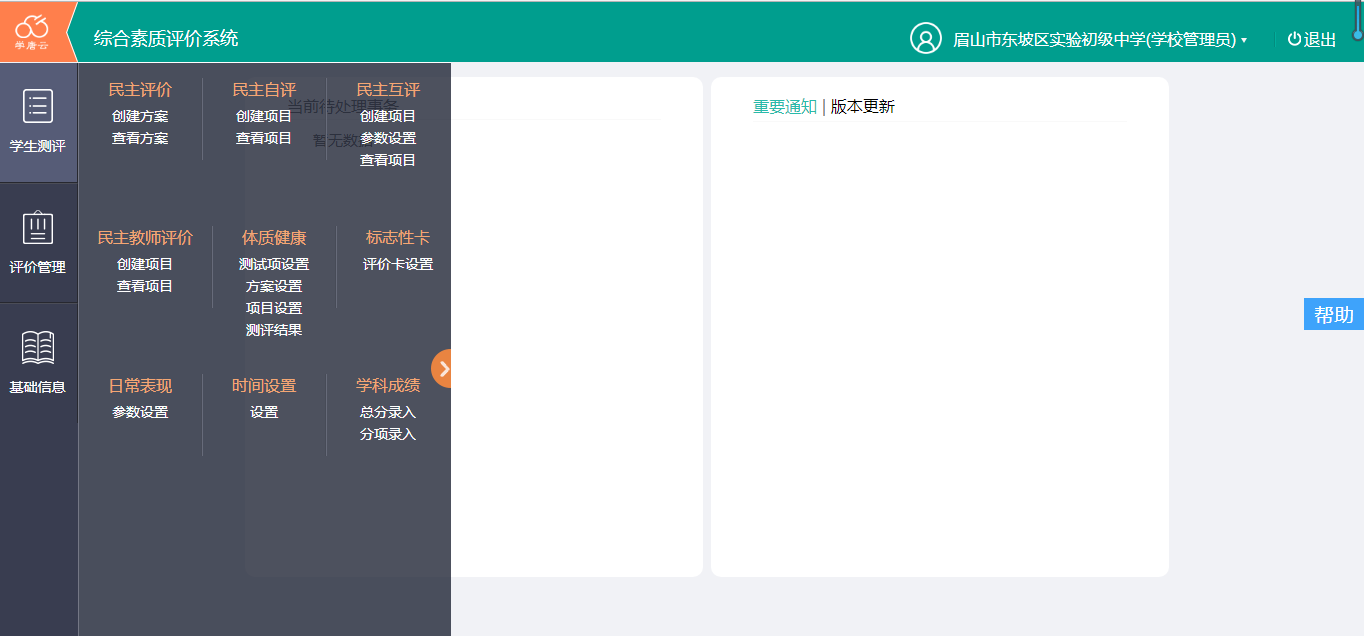 学唐云
综合素质评价系统
眉山市东坡区实验初级中学(学校管理员)
退出
学生测评
评价管理
基础信息
民主评价
创建方案
查看方案
民主自评
创建项目
查看项目
民主互评
创建项目
参数设置
查看项目
民主教师评价
创建项目
查看项目
体质健康
测试项设置
方案设置
项目设置
测评结果
标志性卡
评价卡设置
日常表现
参数设置
时间设置
设置
学科成绩
总分录入
分项录入
当前待处理事务
暂无数据
重要通知 | 版本更新
帮助